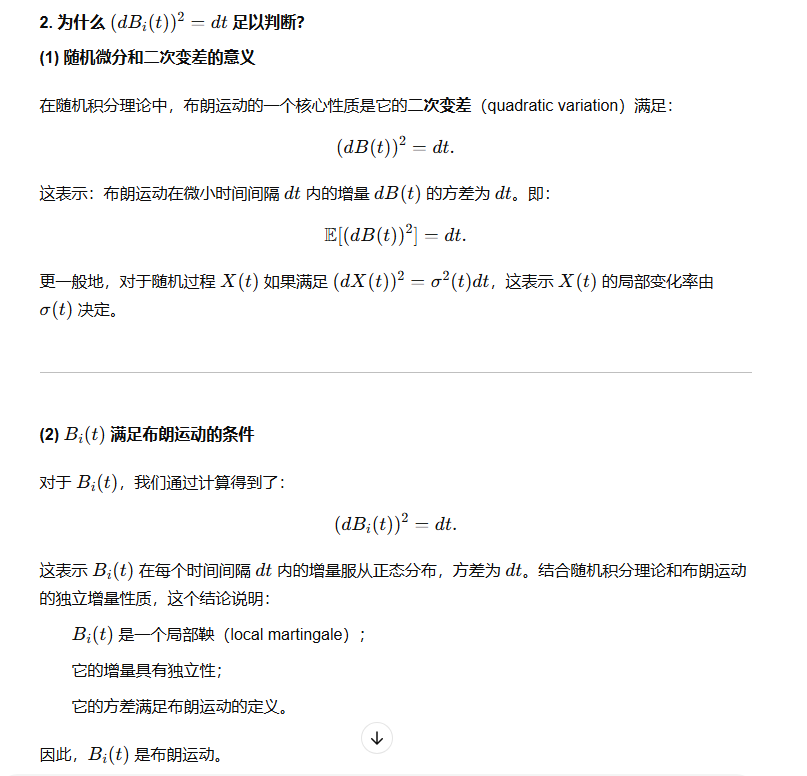 2. 为什么 (dBᵢ(t))² = dt 足以判断?
(1) 随机微分和二次变差的意义
在随机积分理论中，布朗运动的一个核心性质是它的二次变差（quadratic variation）满足：
(dB(t))² = dt.
这表示：布朗运动在微小时间间隔 dt 内的增量 dB(t) 的方差为 dt。即：
𝔼[(dB(t))²] = dt.
更一般地，对于随机过程 X(t) 如果满足 (dX(t))² = σ²(t)dt，这表示 X(t) 的局部变化率由
σ(t) 决定。
(2) Bᵢ(t) 满足布朗运动的条件
对于 Bᵢ(t)，我们通过计算得到了：
(dBᵢ(t))² = dt.
这表示 Bᵢ(t) 在每个时间间隔 dt 内的增量服从正态分布，方差为 dt。结合随机积分理论和布朗运动
的独立增量性质，这个结论说明：
Bᵢ(t) 是一个局部鞅（local martingale）；
它的增量具有独立性；
它的方差满足布朗运动的定义。
因此，Bᵢ(t) 是布朗运动。